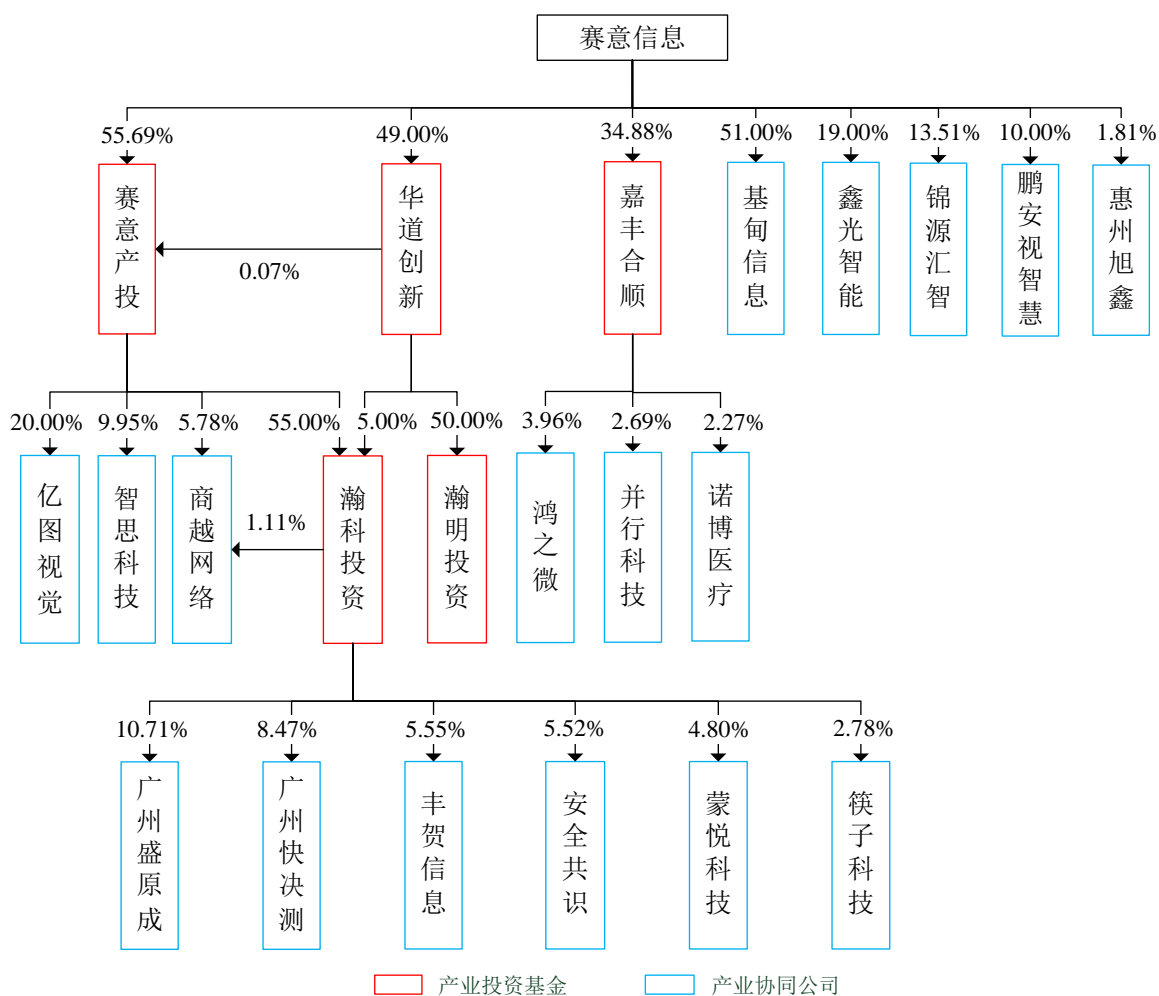 赛意信息
55.69%
49.00%
34.88%
51.00%
19.00%
13.51%
10.00%
1.81%
赛意产投
华道创新
嘉丰合顺
基甸信息
鑫光智能
锦源汇智
鹏安视智慧
惠州旭鑫
0.07%
20.00%
9.95%
5.78%
55.00%
5.00%
50.00%
3.96%
2.69%
2.27%
亿图视觉
智思科技
商越网络
1.11%
瀚科投资
瀚明投资
鸿之微
并行科技
诺博医疗
10.71%
8.47%
5.55%
5.52%
4.80%
2.78%
广州盛原成
广州快决测
丰贺信息
安全共识
蒙悦科技
筷子科技
产业投资基金
产业协同公司